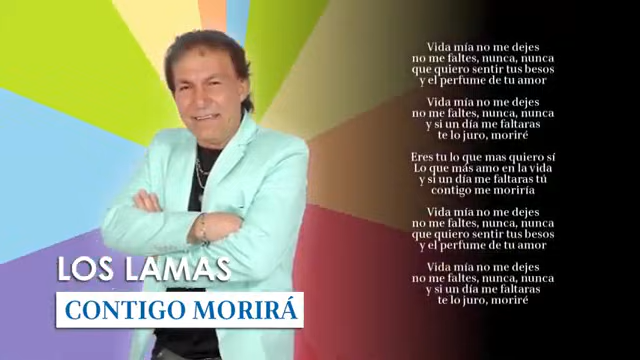 LOS LAMAS
CONTIGO MORIRÁ
Vida mía no me dejes
no me faltes, nunca, nunca
que quiero sentir tus besos
y el perfume de tu amor
Vida mía no me dejes
no me faltes, nunca, nunca
y si un día me faltaras
te lo juro, moriré
Eres tu lo que mas quiero sí
Lo que más amo en la vida
y si un día me faltaras tú
contigo me moriría
Vida mía no me dejes
no me faltes, nunca, nunca
que quiero sentir tus besos
y el perfume de tu amor
Vida mía no me dejes
no me faltes, nunca, nunca
y si un día me faltaras
te lo juro, moriré